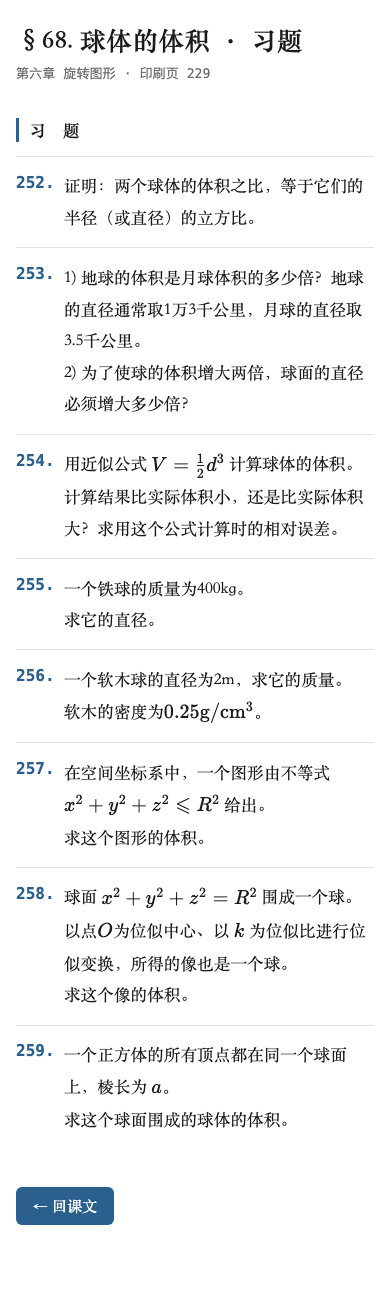 § 68. 球体的体积 · 习题
第六章 旋转图形 · 印刷页 229
习 题
252. 证明：两个球体的体积之比，等于它们的
半径（或直径）的立方比。
253. 1) 地球的体积是月球体积的多少倍？地球
的直径通常取1万3千公里，月球的直径取
3.5千公里。
2) 为了使球的体积增大两倍，球面的直径
必须增大多少倍？
254. 用近似公式 $V = \frac{1}{2}d^3$ 计算球体的体积。
计算结果比实际体积小，还是比实际体积
大？求用这个公式计算时的相对误差。
255. 一个铁球的质量为400kg。
求它的直径。
256. 一个软木球的直径为2m，求它的质量。
软木的密度为0.25g/cm³。
257. 在空间坐标系中，一个图形由不等式
$x^2 + y^2 + z^2 \leqslant R^2$ 给出。
求这个图形的体积。
258. 球面 $x^2 + y^2 + z^2 = R^2$ 围成一个球。
以点O为位似中心、以 k 为位似比进行位
似变换，所得的像也是一个球。
求这个像的体积。
259. 一个正方体的所有顶点都在同一个球面
上，棱长为 a。
求这个球面围成的球体的体积。
← 回课文